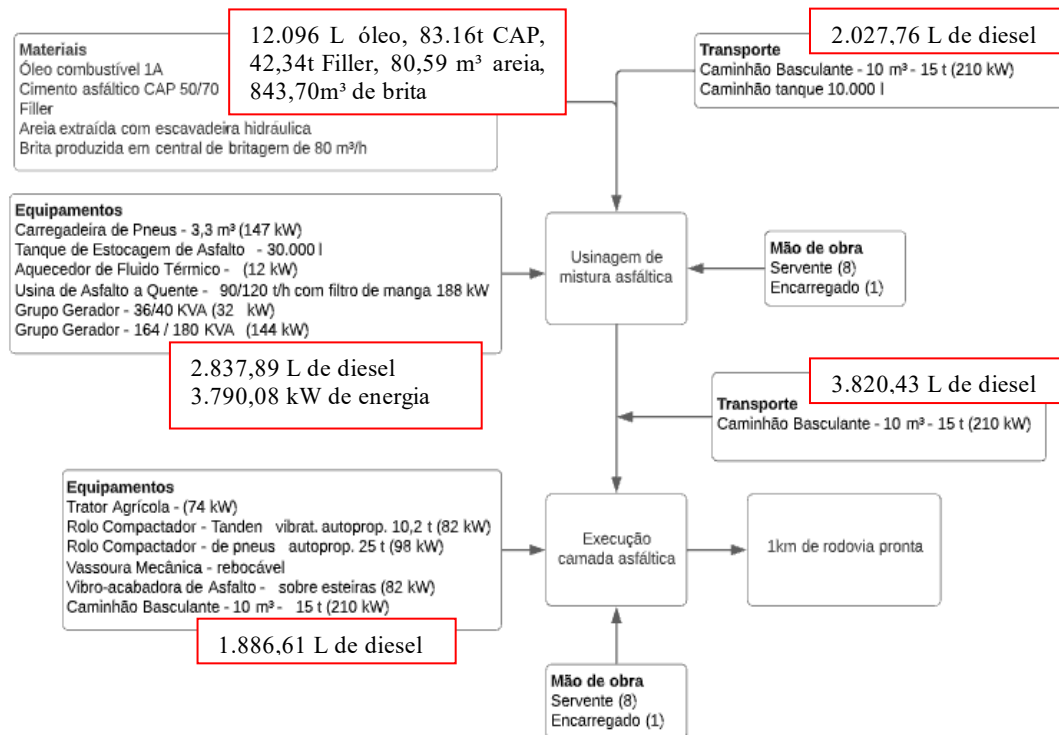 Materiais
Óleo combustível 1A
Cimento asfáltico CAP 50/70
Filler
Areia extraída com escavadeira hidráulica
Brita produzida em central de britagem de 80 m³/h
12.096 L óleo, 83.16t CAP,
42,34t Filler, 80,59 m³ areia,
843,70m³ de brita
2.027,76 L de diesel
Transporte
Caminhão Basculante - 10 m³ - 15 t (210 kW)
Caminhão tanque 10.000 l
Equipamentos
Carregadeira de Pneus - 3,3 m³ (147 kW)
Tanque de Estocagem de Asfalto - 30.000 l
Aquecedor de Fluido Térmico - (12 kW)
Usina de Asfalto a Quente - 90/120 t/h com filtro de manga 188 kW
Grupo Gerador - 36/40 KVA (32 kW)
Grupo Gerador - 164 / 180 KVA (144 kW)
2.837,89 L de diesel
3.790,08 kW de energia
Usinagem de
mistura asfáltica
Mão de obra
Servente (8)
Encarregado (1)
3.820,43 L de diesel
Transporte
Caminhão Basculante - 10 m³ - 15 t (210 kW)
Equipamentos
Trator Agrícola - (74 kW)
Rolo Compactador - Tanden vibrat. autoprop. 10,2 t (82 kW)
Rolo Compactador - de pneus autoprop. 25 t (98 kW)
Vassoura Mecânica - rebocável
Vibro-acabadora de Asfalto - sobre esteiras (82 kW)
Caminhão Basculante - 10 m³ - 15 t (210 kW)
1.886,61 L de diesel
Execução
camada asfáltica
1km de rodovia pronta
Mão de obra
Servente (8)
Encarregado (1)